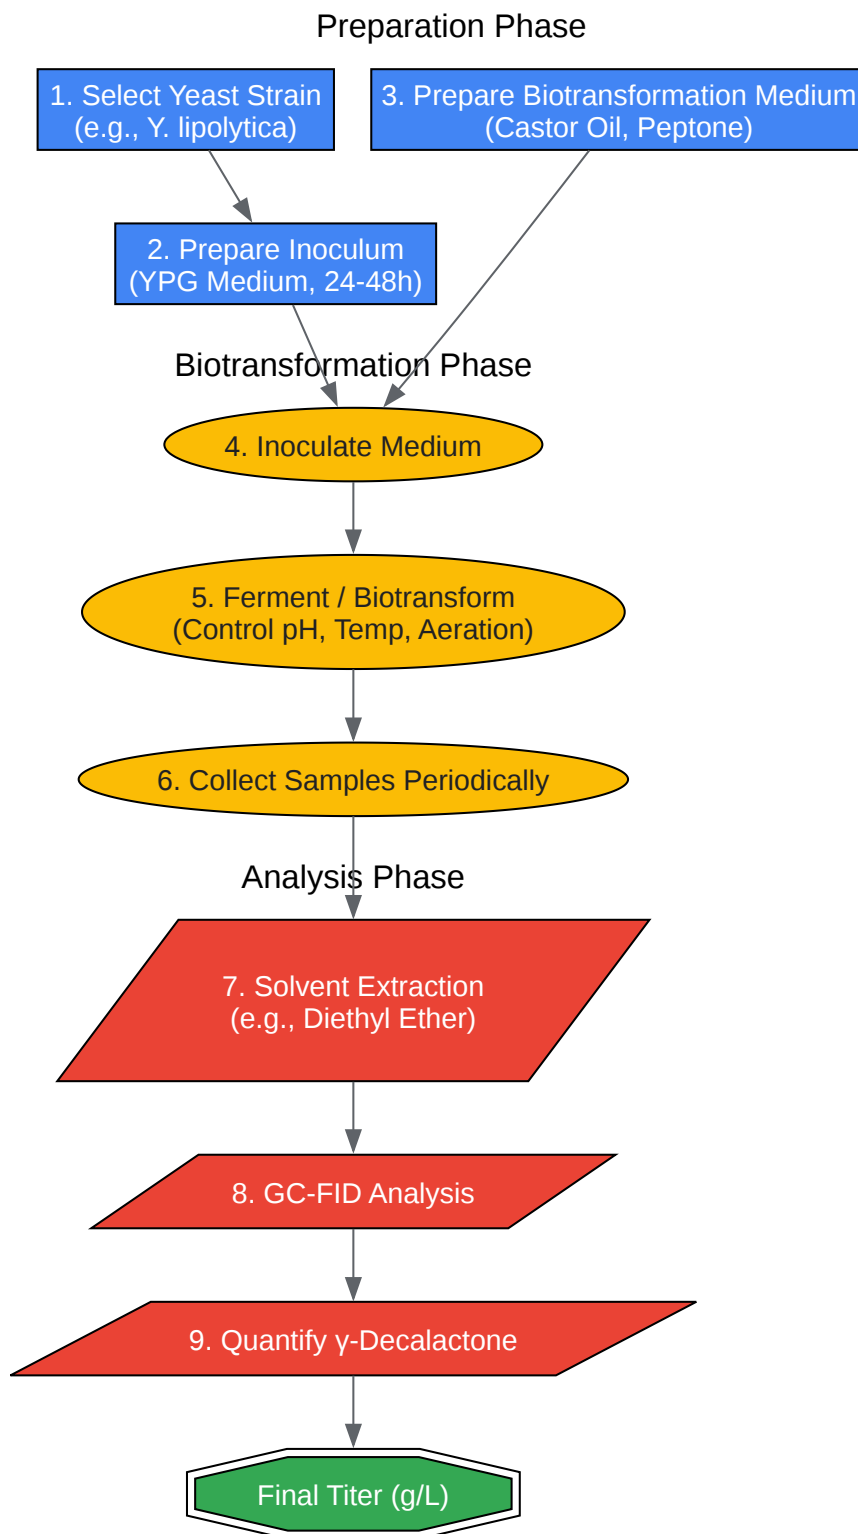 Preparation Phase
1. Select Yeast Strain
(e.g., Y. lipolytica)
3. Prepare Biotransformation Medium
(Castor Oil, Peptone)
2. Prepare Inoculum
(YPG Medium, 24-48h)
Biotransformation Phase
4. Inoculate Medium
5. Ferment / Biotransform
(Control pH, Temp, Aeration)
6. Collect Samples Periodically
Analysis Phase
7. Solvent Extraction
(e.g., Diethyl Ether)
8. GC-FID Analysis
9. Quantify γ-Decalactone
Final Titer (g/L)